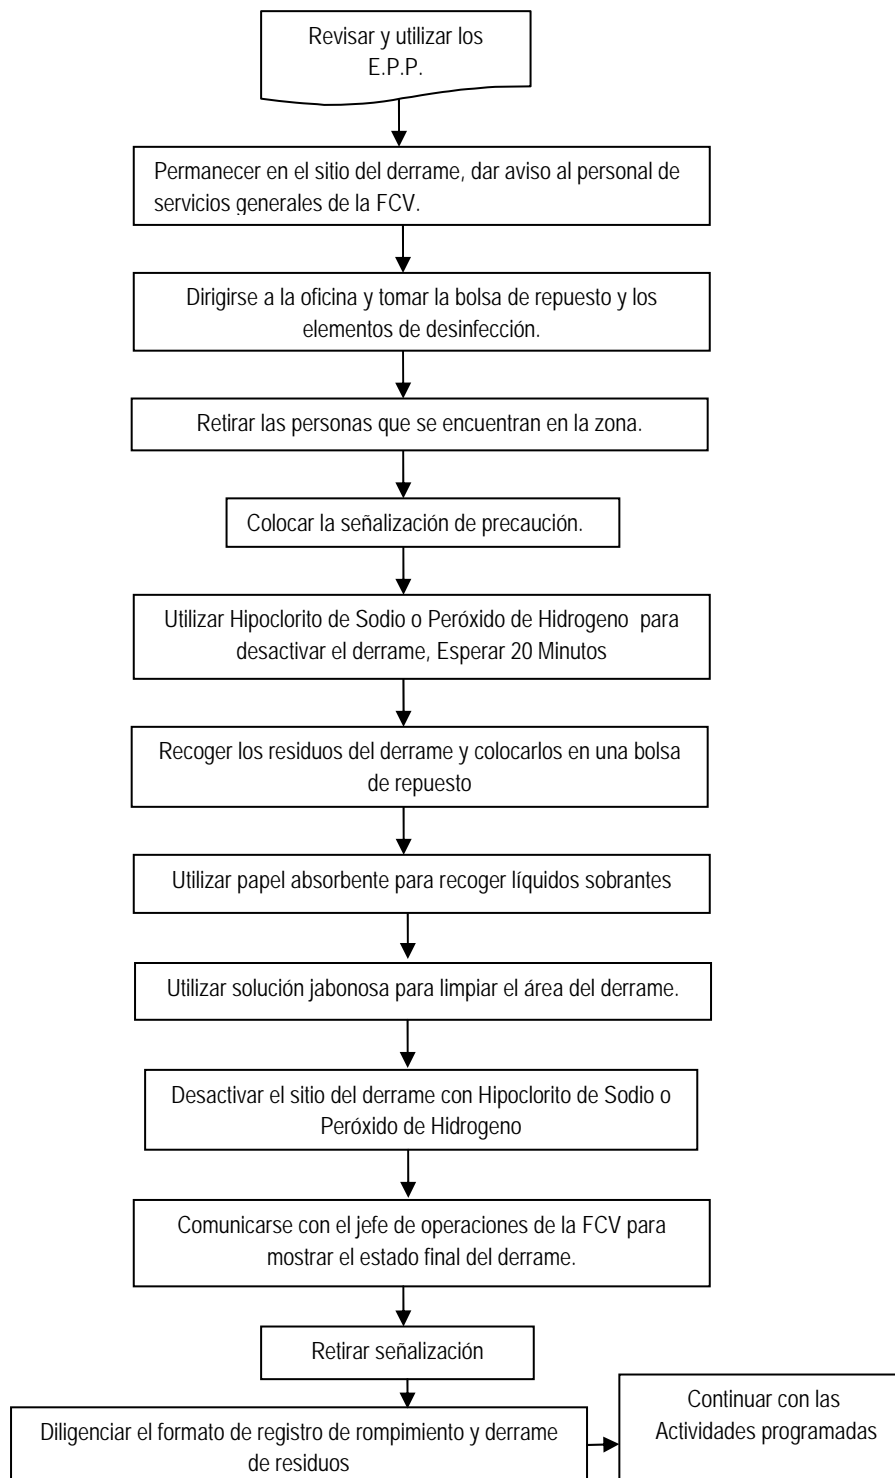 Revisar y utilizar los
E.P.P.
Permanecer en el sitio del derrame, dar aviso al personal de
servicios generales de la FCV.
Dirigirse a la oficina y tomar la bolsa de repuesto y los
elementos de desinfección.
Retirar las personas que se encuentran en la zona.
Colocar la señalización de precaución.
Utilizar Hipoclorito de Sodio o Peróxido de Hidrogeno para
desactivar el derrame, Esperar 20 Minutos
Recoger los residuos del derrame y colocarlos en una bolsa
de repuesto
Utilizar papel absorbente para recoger líquidos sobrantes
Utilizar solución jabonosa para limpiar el área del derrame.
Desactivar el sitio del derrame con Hipoclorito de Sodio o
Peróxido de Hidrogeno
Comunicarse con el jefe de operaciones de la FCV para
mostrar el estado final del derrame.
Retirar señalización
Diligenciar el formato de registro de rompimiento y derrame
de residuos
Continuar con las
Actividades programadas